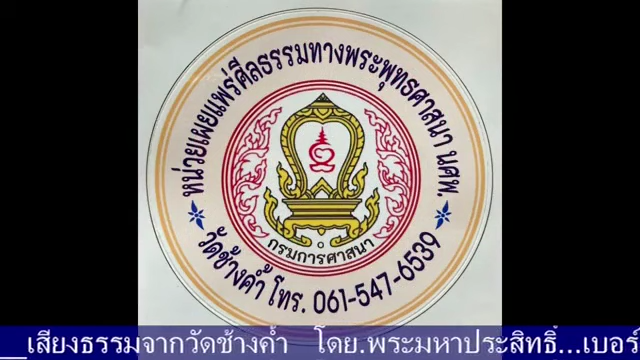 หน่วยเผยแพร่ศีลธรรมทางพระพุทธศาสนา นศพ.
กรมการศาสนา
วัดช้างค้ำ โทร. 061-547-6539
เสียงธรรมจากวัดช้างค้ำ โดย.พระมหาประสิทธิ์...เบอร์